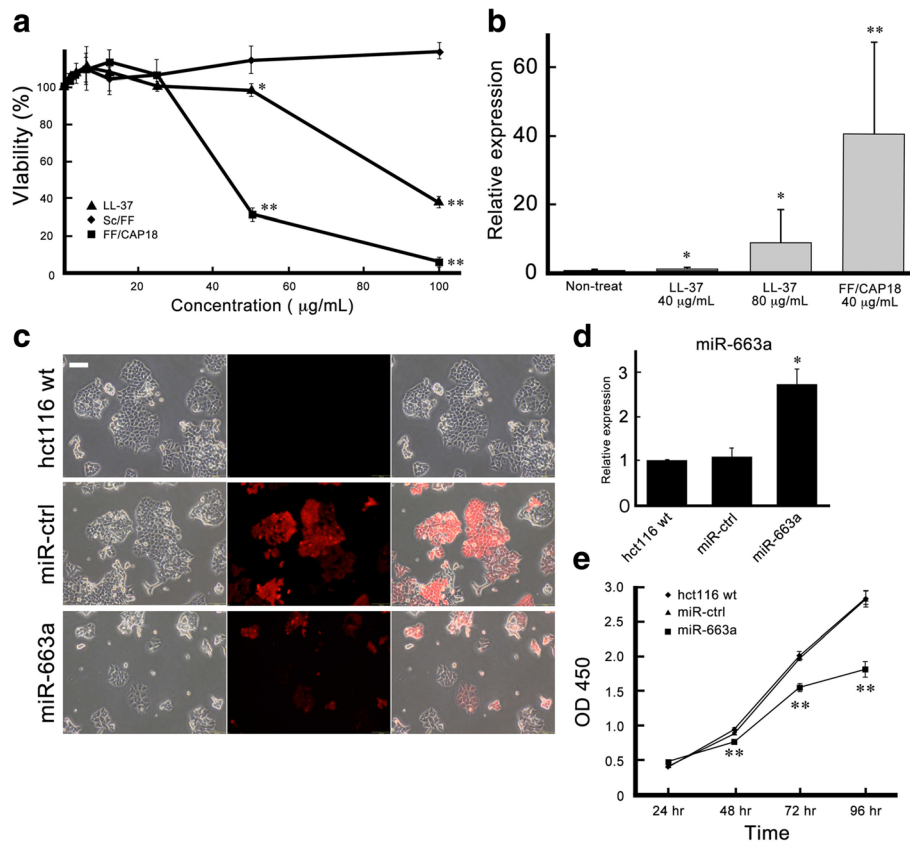 a
Viability (%)
100
80
60
40
20
0
LL-37
Sc/FF
FF/CAP18
*
**
**
**
20 40 60 80 100
Concentration ( μg/mL)
b
Relative expression
60
40
20
0
*
*
**
Non-treat LL-37 LL-37 FF/CAP18
40 μg/mL 80 μg/mL 40 μg/mL
c
hct116 wt
miR-ctrl
miR-663a
d
miR-663a
Relative expression
3
2
1
0
*
hct116 wt
miR-ctrl
miR-663a
e
OD 450
3.0
2.5
2.0
1.5
1.0
0.5
0
hct116 wt
miR-ctrl
miR-663a
**
**
**
24 hr 48 hr 72 hr 96 hr
Time